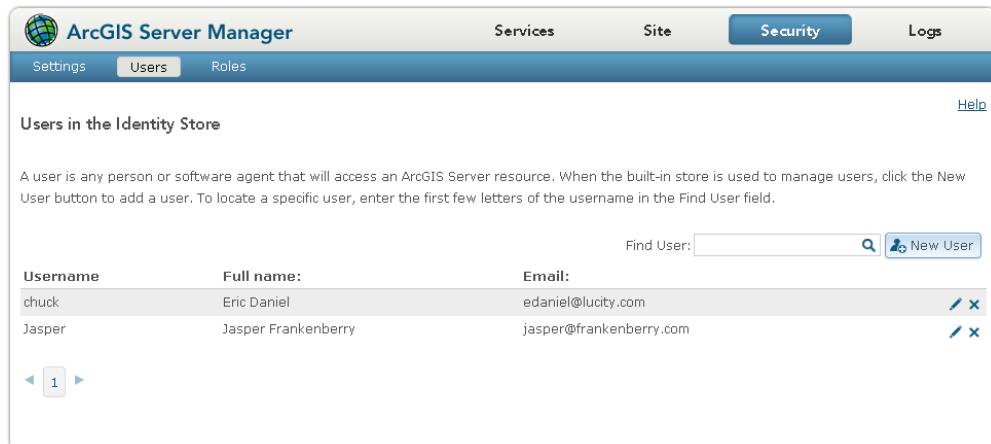 ArcGIS Server Manager Services Site Security Logs
Settings Users Roles
Help
Users in the Identity Store
A user is any person or software agent that will access an ArcGIS Server resource. When the built-in store is used to manage users, click the New
User button to add a user. To locate a specific user, enter the first few letters of the username in the Find User field.
Find User: New User
Username Full name: Email:
chuck Eric Daniel edaniel@lucity.com
Jasper Jasper Frankenberry jasper@frankenberry.com
1